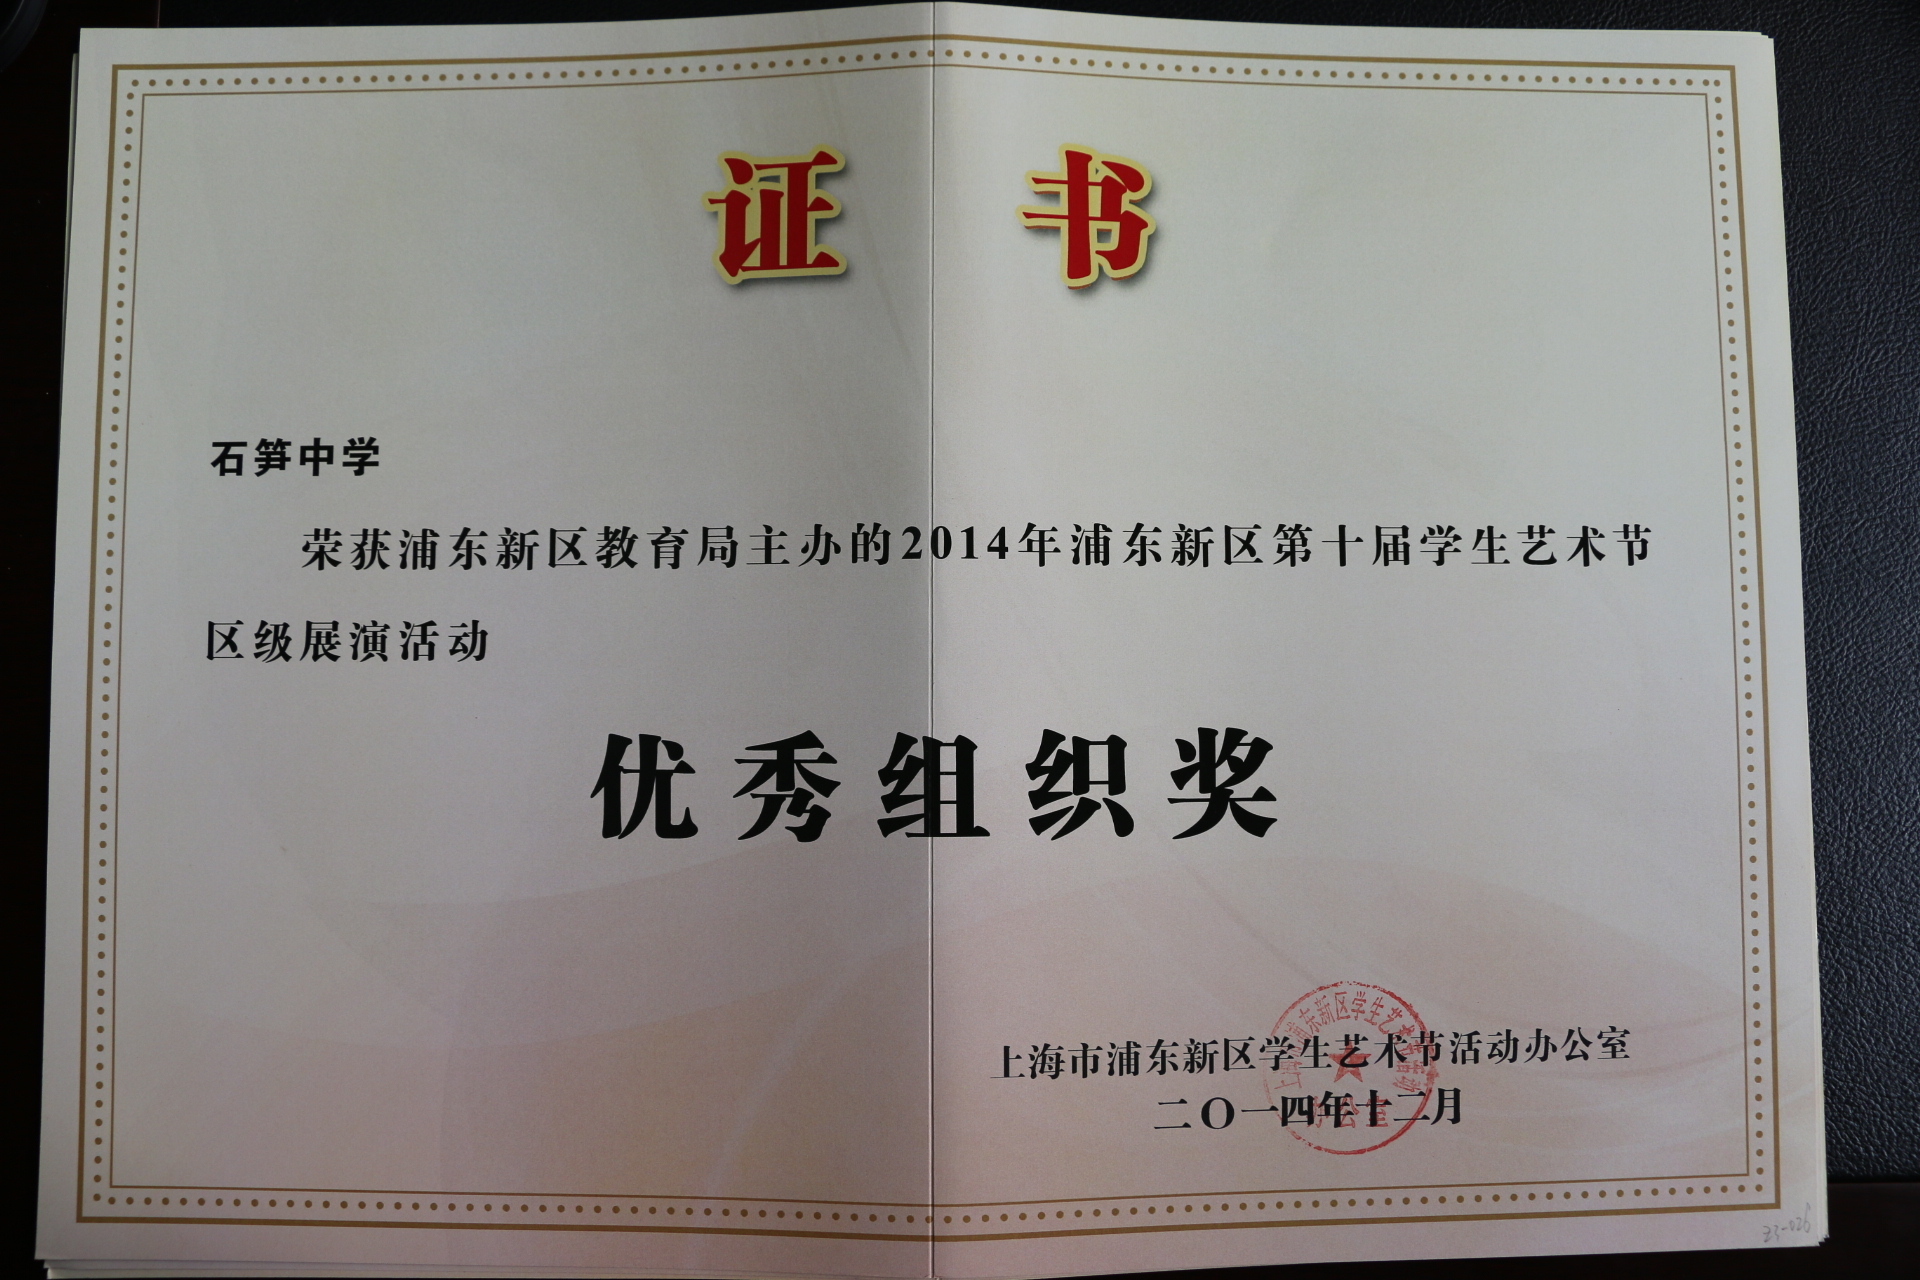 证书
石笋中学
荣获浦东新区教育局主办的2014年浦东新区第十届学生艺术节
区级展演活动
优秀组织奖
上海市浦东新区学生艺术节活动办公室
二〇一四年十二月